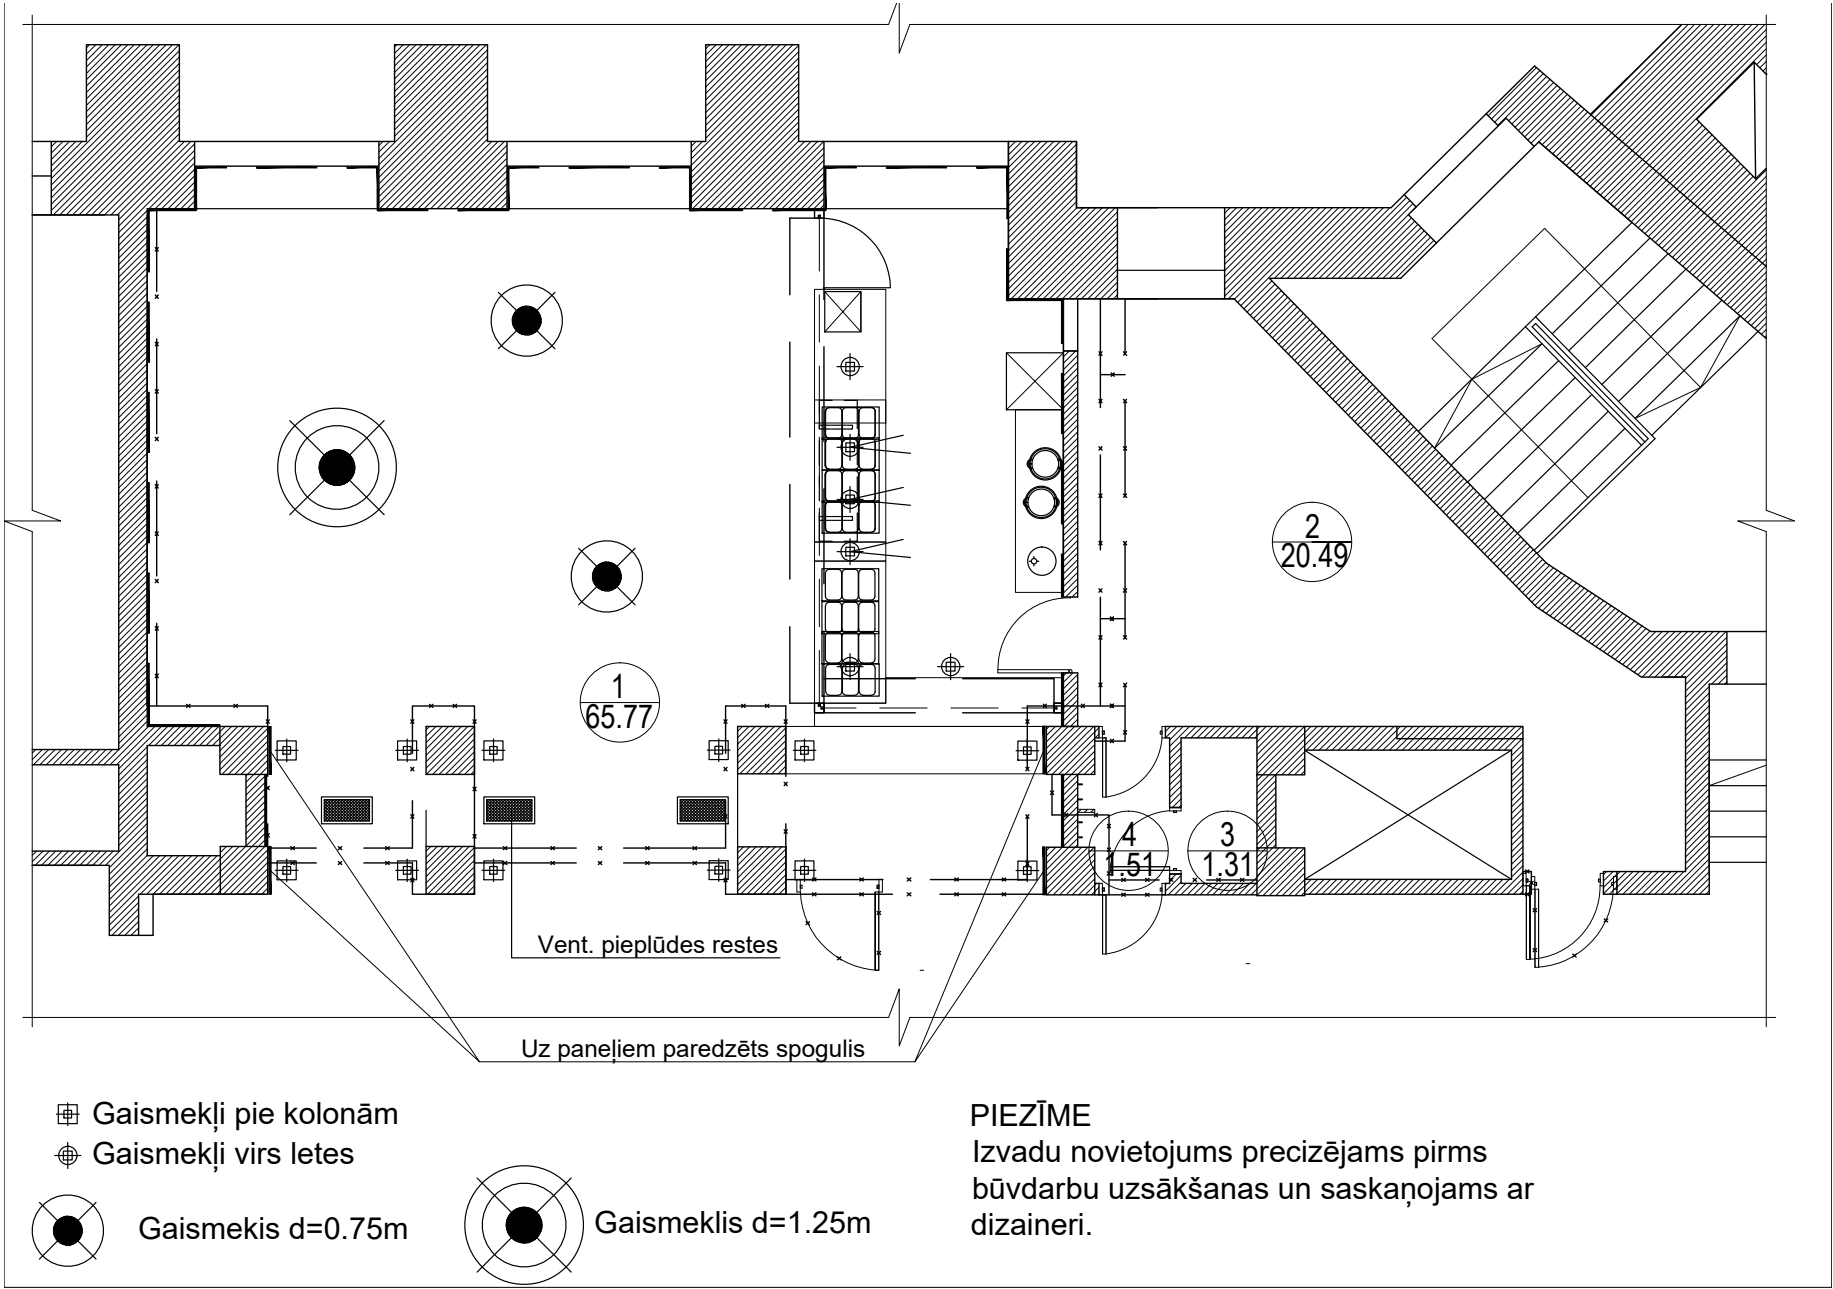 2
20.49
1
65.77
4
1.51
3
1.31
Vent. pieplūdes restes
Uz paneļiem paredzēts spogulis
Gaismekļi pie kolonām
Gaismekļi virs letes
Gaismekis d=0.75m
Gaismeklis d=1.25m
PIEZĪME
Izvadu novietojums precizējams pirms
būvdarbu uzsākšanas un saskaņojams ar
dizaineri.